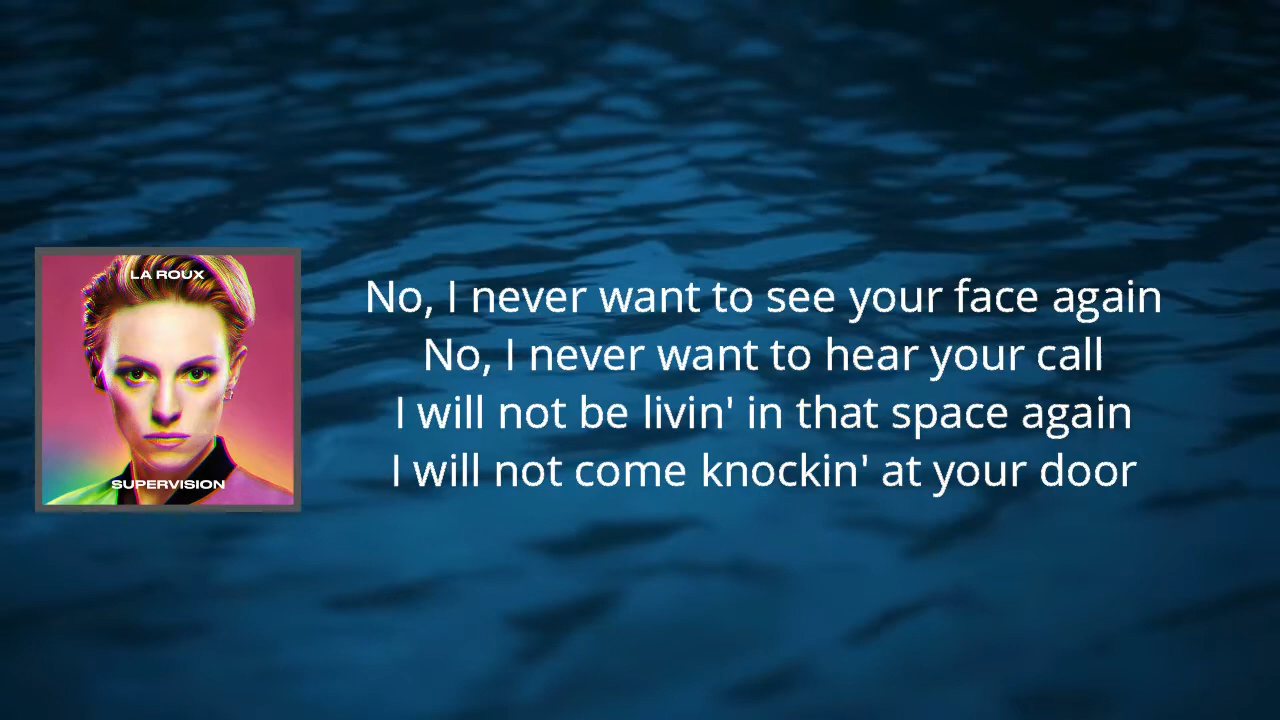 LA ROUX
SUPERVISION
No, I never want to see your face again
No, I never want to hear your call
I will not be livin' in that space again
I will not come knockin' at your door